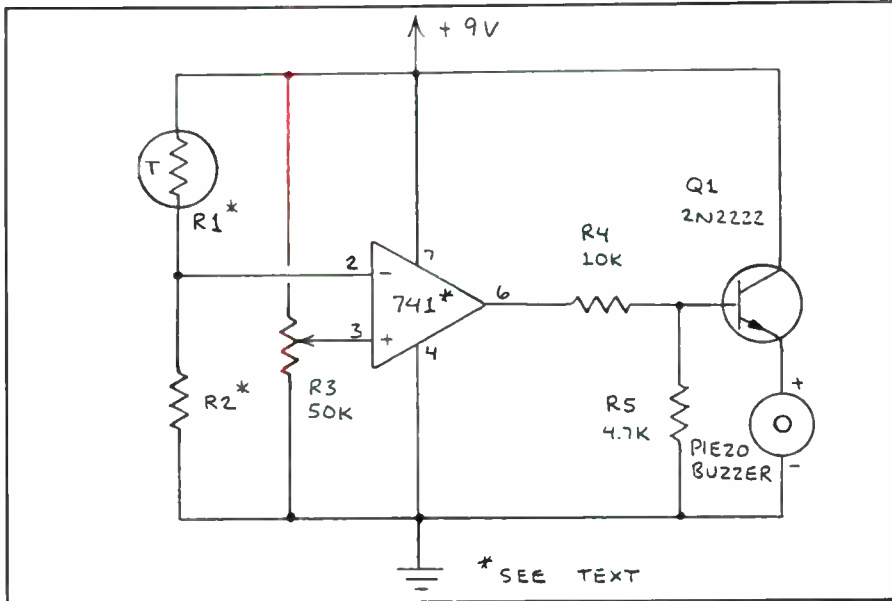 +9V
T
R1*
Q1
2N2222
R4
10K
2
-
7
741*
6
3
+
4
R3
50K
R2*
R5
4.7K
+
PIEZO
BUZZER
-
* SEE TEXT